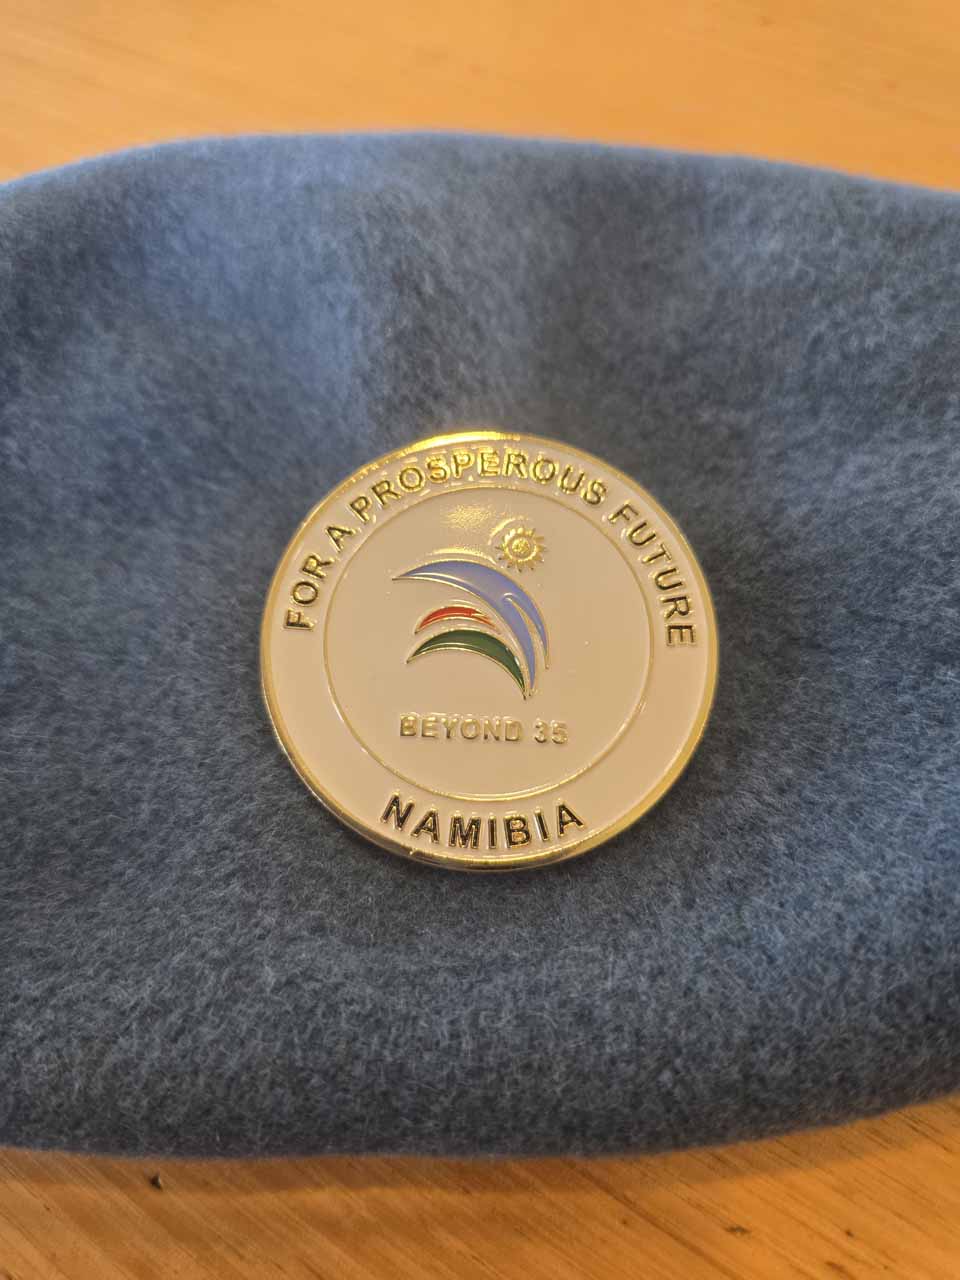 FOR A PROSPEROUS FUTURE
BEYOND 35
NAMIBIA